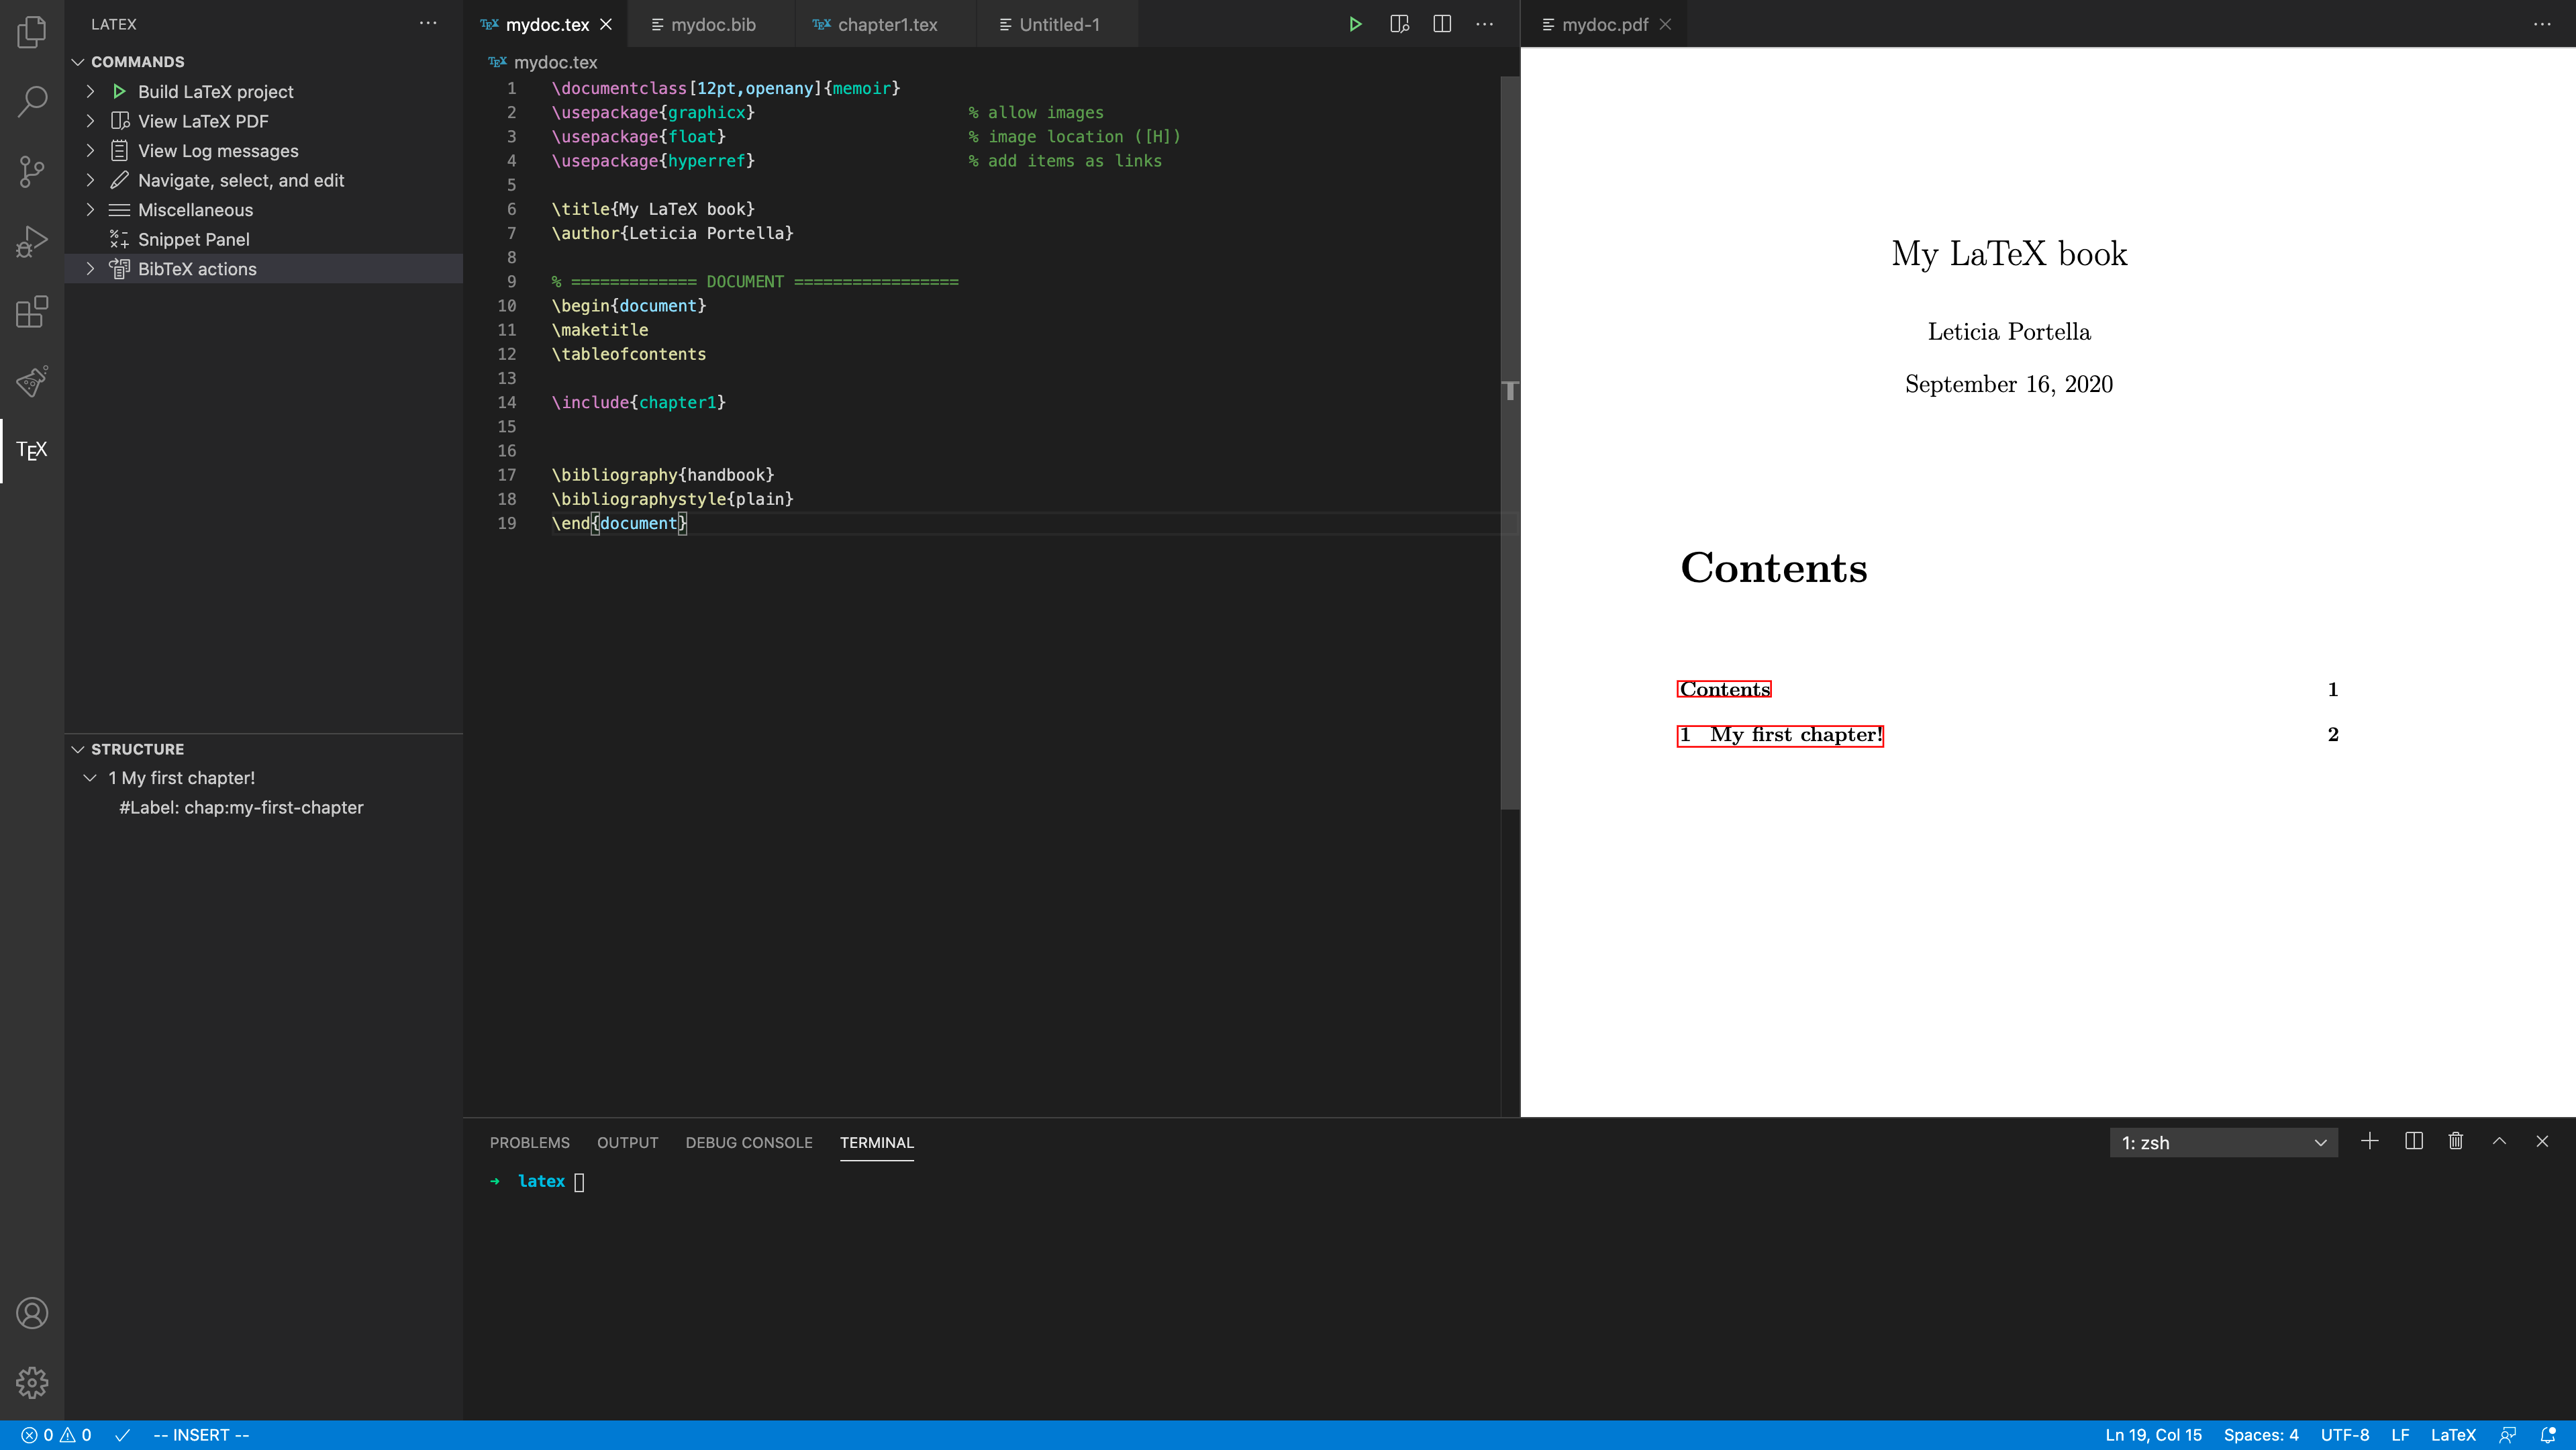 LATEX
COMMANDS
Build LaTeX project
View LaTeX PDF
View Log messages
Navigate, select, and edit
Miscellaneous
Snippet Panel
BibTeX actions
STRUCTURE
1 My first chapter!
#Label: chap:my-first-chapter
TEX
TEX mydoc.tex
mydoc.bib
TEX chapter1.tex
Untitled-1
TEX mydoc.tex
1 \documentclass[12pt,openany]{memoir}
2 \usepackage{graphicx} % allow images
3 \usepackage{float} % image location ([H])
4 \usepackage{hyperref} % add items as links
5
6 \title{My LaTeX book}
7 \author{Leticia Portella}
8
9 % ============= DOCUMENT =================
10 \begin{document}
11 \maketitle
12 \tableofcontents
13
14 \include{chapter1}
15
16
17 \bibliography{handbook}
18 \bibliographystyle{plain}
19 \end{document}
mydoc.pdf
My LaTeX book
Leticia Portella
September 16, 2020
Contents
Contents 1
1 My first chapter! 2
PROBLEMS OUTPUT DEBUG CONSOLE TERMINAL
1: zsh
➜ latex
0 0 -- INSERT --
Ln 19, Col 15 Spaces: 4 UTF-8 LF LaTeX